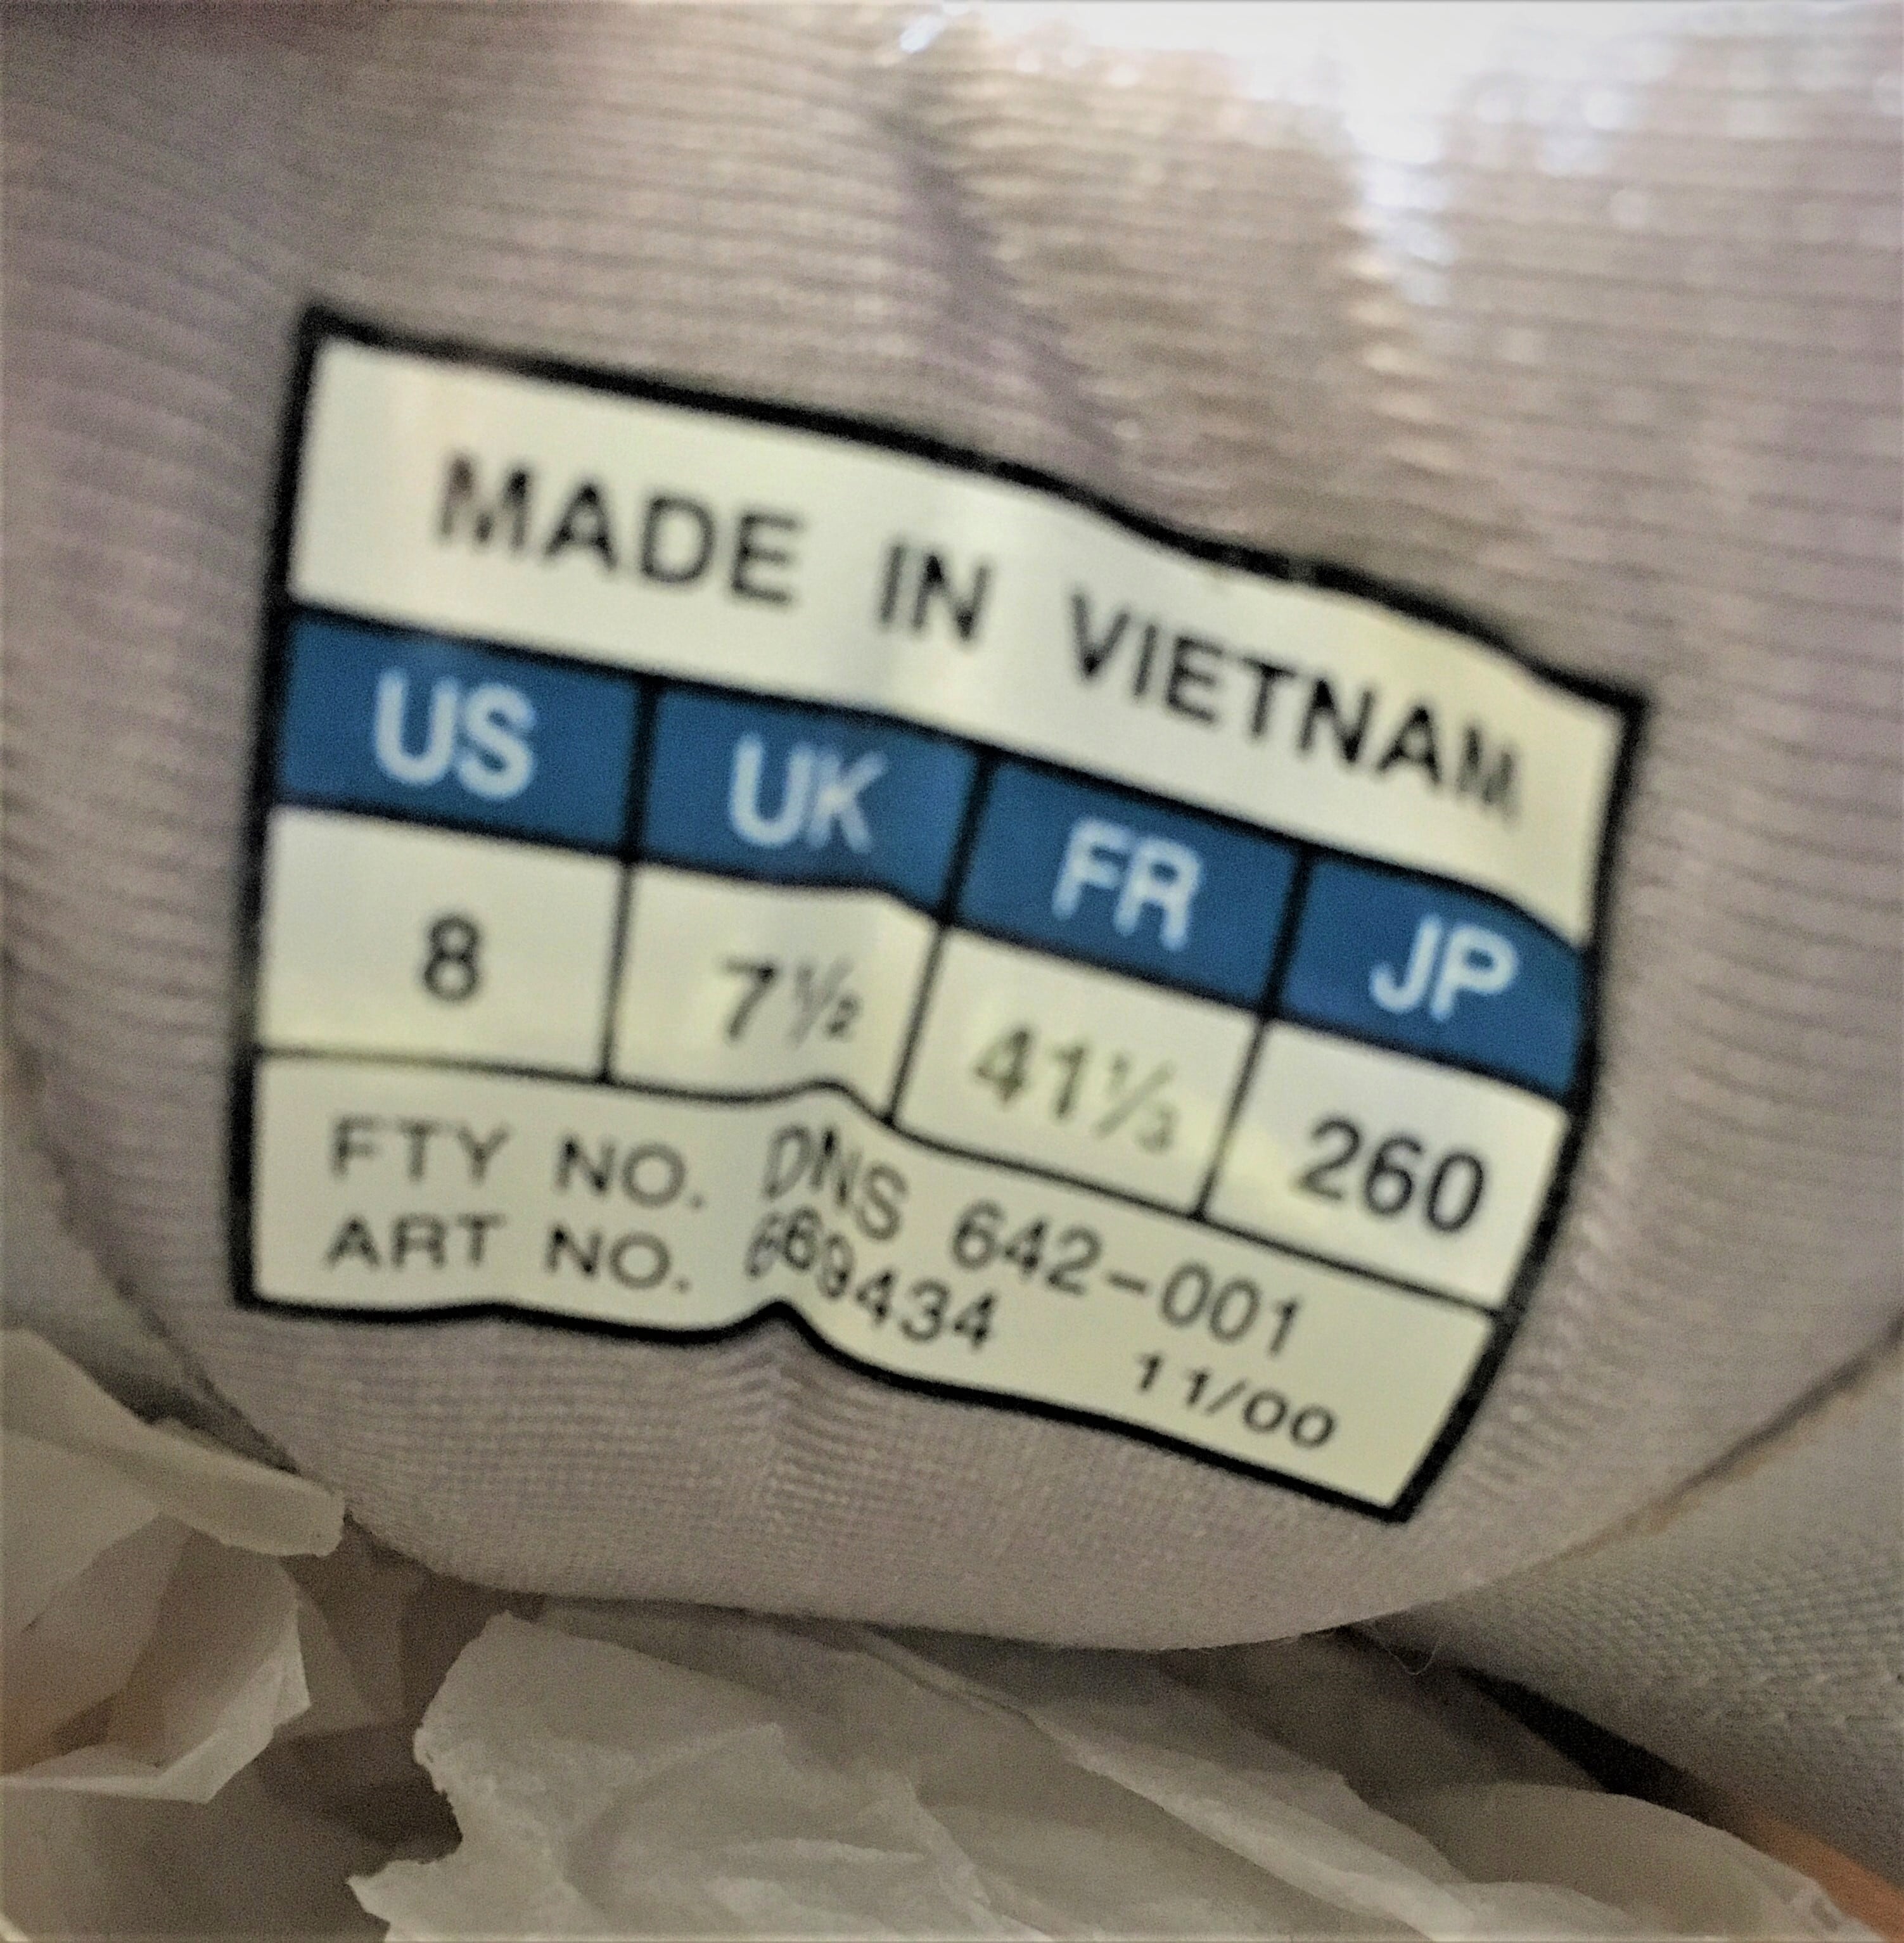 MADE IN VIETNAM
US UK FR JP
8 7½ 41⅓ 260
FTY NO. DNS 642-001
ART NO. 669434 11/00